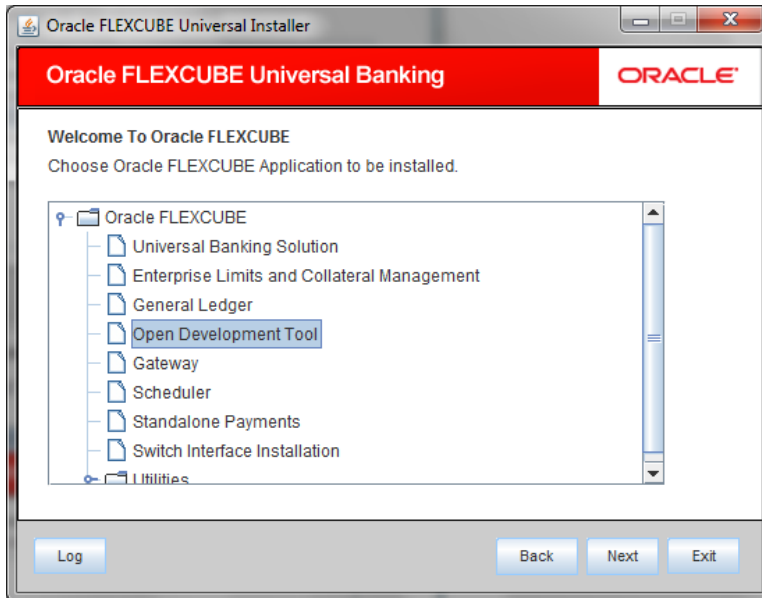 Oracle FLEXCUBE Universal Installer
Oracle FLEXCUBE Universal Banking
ORACLE
Welcome To Oracle FLEXCUBE
Choose Oracle FLEXCUBE Application to be installed.
Oracle FLEXCUBE
Universal Banking Solution
Enterprise Limits and Collateral Management
General Ledger
Open Development Tool
Gateway
Scheduler
Standalone Payments
Switch Interface Installation
Utilities
Log Back Next Exit